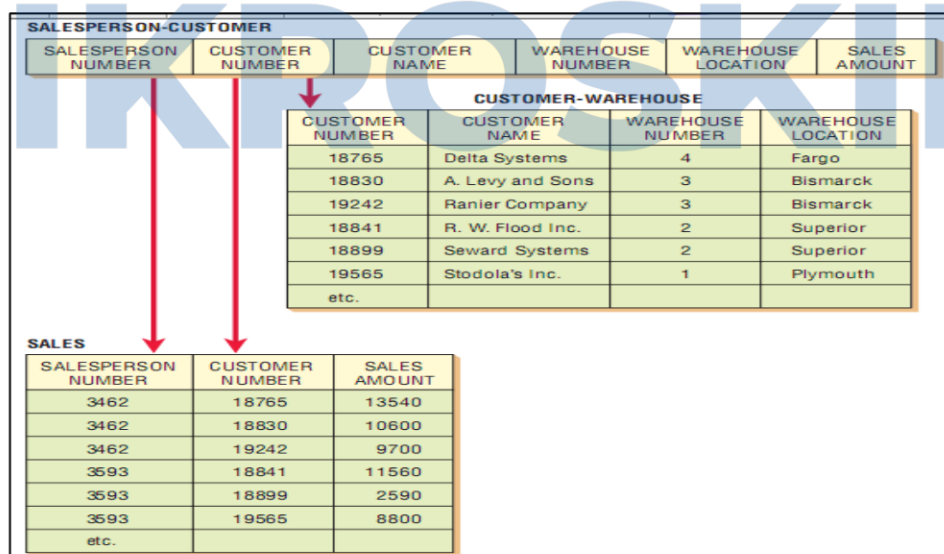 IKROSKIL
SALESPERSON-CUSTOMER
SALESPERSON NUMBER CUSTOMER NUMBER CUSTOMER NAME WAREHOUSE NUMBER WAREHOUSE LOCATION SALES AMOUNT
CUSTOMER-WAREHOUSE
CUSTOMER NUMBER CUSTOMER NAME WAREHOUSE NUMBER WAREHOUSE LOCATION
18765 Delta Systems 4 Fargo
18830 A. Levy and Sons 3 Bismarck
19242 Ranier Company 3 Bismarck
18841 R. W. Flood Inc. 2 Superior
18899 Seward Systems 2 Superior
19565 Stodola's Inc. 1 Plymouth
etc.
SALES
SALESPERSON NUMBER CUSTOMER NUMBER SALES AMOUNT
3462 18765 13540
3462 18830 10600
3462 19242 9700
3593 18841 11560
3593 18899 2590
3593 19565 8800
etc.